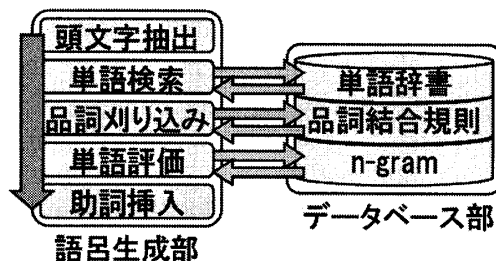 頭文字抽出
単語検索
品詞刈り込み
単語評価
助詞挿入
語呂生成部
単語辞書
品詞結合規則
n-gram
データベース部